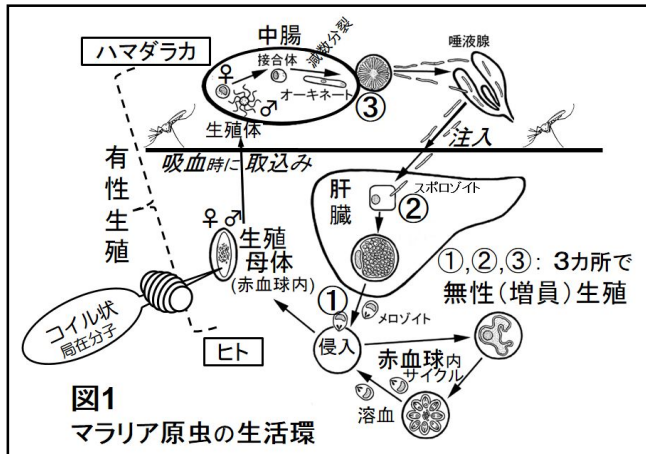 ハマダラカ
中腸
接合体
減数分裂
♀
オーキネート
♂
生殖体
③
唾液腺
注入
吸血時に取込み
有性生殖
肝臓
スポロゾイト
②
♀♂
生殖
母体
(赤血球内)
①,②,③: 3カ所で
無性(増員)生殖
①
メロゾイト
コイル状
局在分子
侵入
赤血球内
サイクル
ヒト
溶血
図1
マラリア原虫の生活環